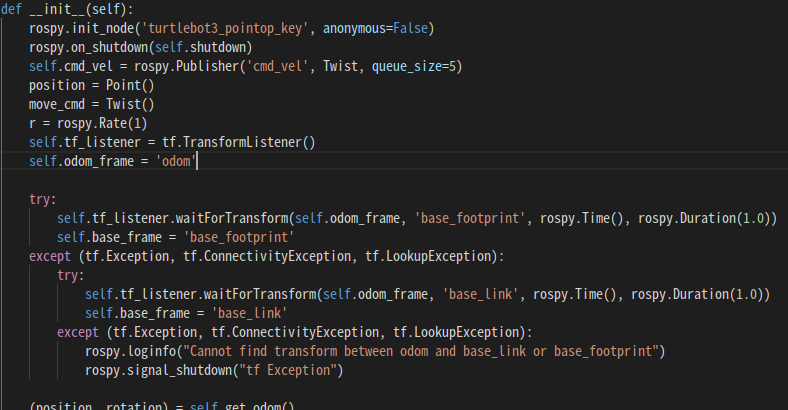 def __init__(self):
rospy.init_node('turtlebot3_pointop_key', anonymous=False)
rospy.on_shutdown(self.shutdown)
self.cmd_vel = rospy.Publisher('cmd_vel', Twist, queue_size=5)
position = Point()
move_cmd = Twist()
r = rospy.Rate(1)
self.tf_listener = tf.TransformListener()
self.odom_frame = 'odom'
try:
self.tf_listener.waitForTransform(self.odom_frame, 'base_footprint', rospy.Time(), rospy.Duration(1.0))
self.base_frame = 'base_footprint'
except (tf.Exception, tf.ConnectivityException, tf.LookupException):
try:
self.tf_listener.waitForTransform(self.odom_frame, 'base_link', rospy.Time(), rospy.Duration(1.0))
self.base_frame = 'base_link'
except (tf.Exception, tf.ConnectivityException, tf.LookupException):
rospy.loginfo("Cannot find transform between odom and base_link or base_footprint")
rospy.signal_shutdown("tf Exception")
(position, rotation) = self.get_odom()